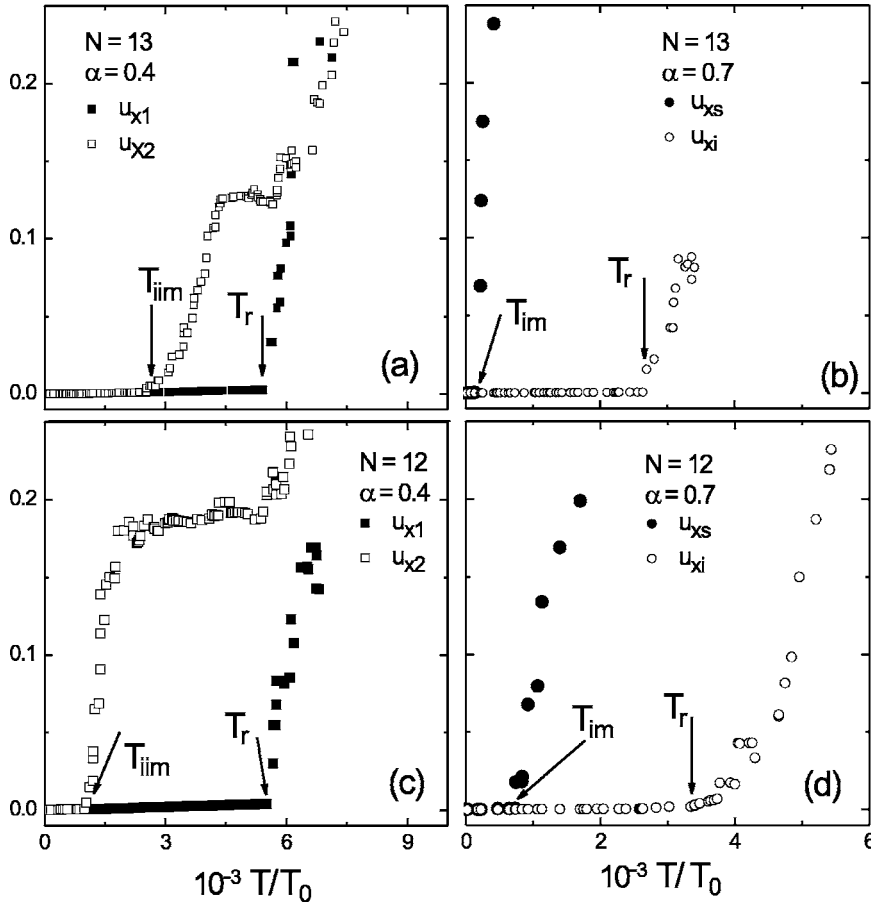 N = 13
α = 0.4
u_x1
u_x2
T_iim
T_r
(a)
0.2
0.1
0.0
N = 13
α = 0.7
u_xs
u_xi
T_im
T_r
(b)
N = 12
α = 0.4
u_x1
u_x2
T_iim
T_r
(c)
0.2
0.1
0.0
0 3 6 9
10⁻³ T/T₀
N = 12
α = 0.7
u_xs
u_xi
T_im
T_r
(d)
0 2 4 6
10⁻³ T/T₀